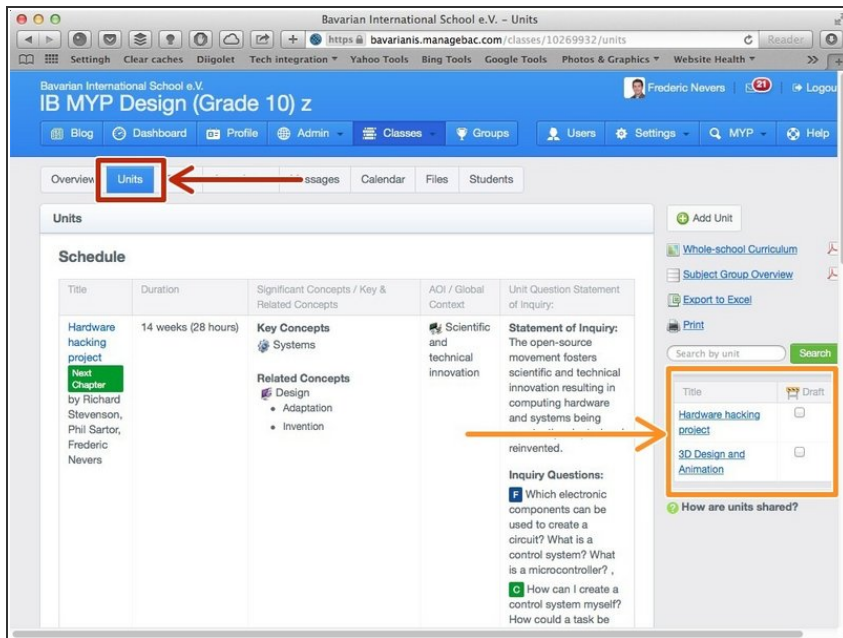 Bavarian International School e.V. – Units
https bavarianis.managebac.com/classes/10269932/units
Reader
Settingh Clear caches Diigolet Tech integration Yahoo Tools Bing Tools Google Tools Photos & Graphics Website Health
Bavarian International School e.V.
IB MYP Design (Grade 10) z
Frederic Nevers 21 Logou
Blog Dashboard Profile Admin Classes Groups Users Settings MYP Help
Overview Units ssages Calendar Files Students
Units
Schedule
Title Duration Significant Concepts / Key & Related Concepts AOI / Global Context Unit Question Statement of Inquiry:
Hardware
hacking
project
Next
Chapter
by Richard
Stevenson,
Phil Sartor,
Frederic
Nevers
14 weeks (28 hours)
Key Concepts
Systems
Related Concepts
Design
Adaptation
Invention
Scientific
and
technical
innovation
Statement of Inquiry:
The open-source
movement fosters
scientific and technical
innovation resulting in
computing hardware
and systems being
reinvented.
Inquiry Questions:
F Which electronic
components can be
used to create a
circuit? What is a
control system? What
is a microcontroller? ,
C How can I create a
control system myself?
How could a task be
Add Unit
Whole-school Curriculum
Subject Group Overview
Export to Excel
Print
Search by unit Search
Title Draft
Hardware hacking
project
3D Design and
Animation
How are units shared?